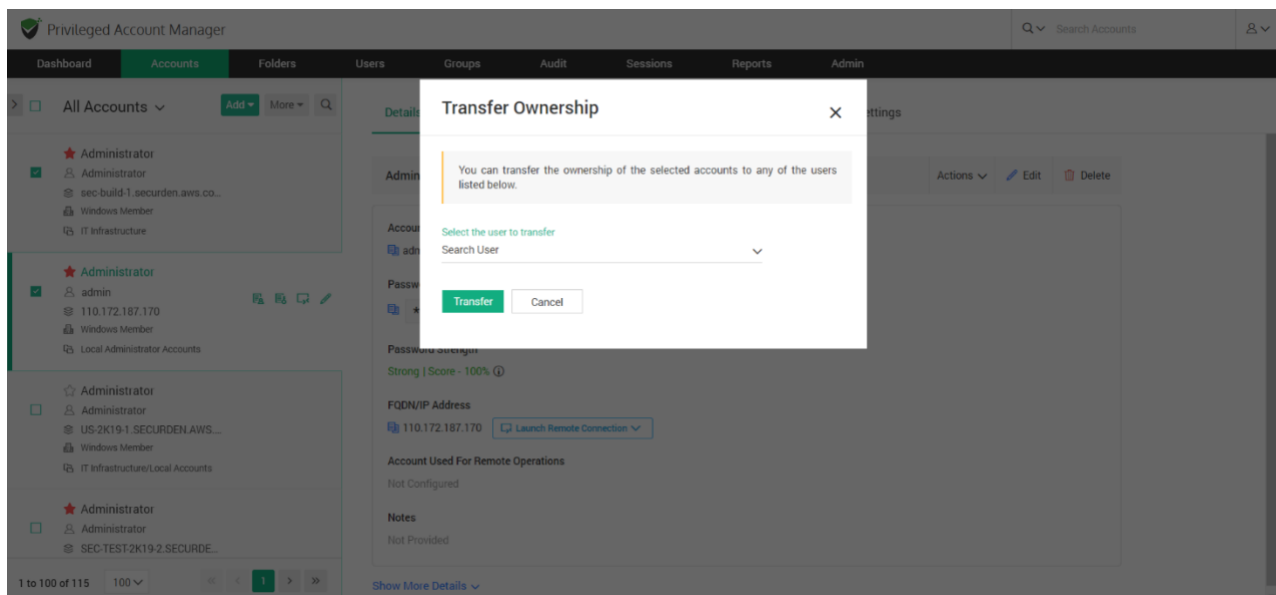 Privileged Account Manager
Search Accounts
Dashboard Accounts Folders Users Groups Audit Sessions Reports Admin
All Accounts Add More
Administrator
Administrator
sec-build-1.securden.aws.co...
Windows Member
IT Infrastructure
Administrator
admin
110.172.187.170
Windows Member
Local Administrator Accounts
Administrator
Administrator
US-2K19-1.SECURDEN.AWS....
Windows Member
IT Infrastructure/Local Accounts
Administrator
Administrator
SEC-TEST-2K19-2.SECURDE...
1 to 100 of 115 100 « < 1 > »
Details
Transfer Ownership
ettings
You can transfer the ownership of the selected accounts to any of the users
listed below.
Select the user to transfer
Search User
Transfer Cancel
Admin
Actions Edit Delete
Accou
adn
Passw
Password Strength
Strong | Score - 100%
FQDN/IP Address
110.172.187.170 Launch Remote Connection
Account Used For Remote Operations
Not Configured
Notes
Not Provided
Show More Details